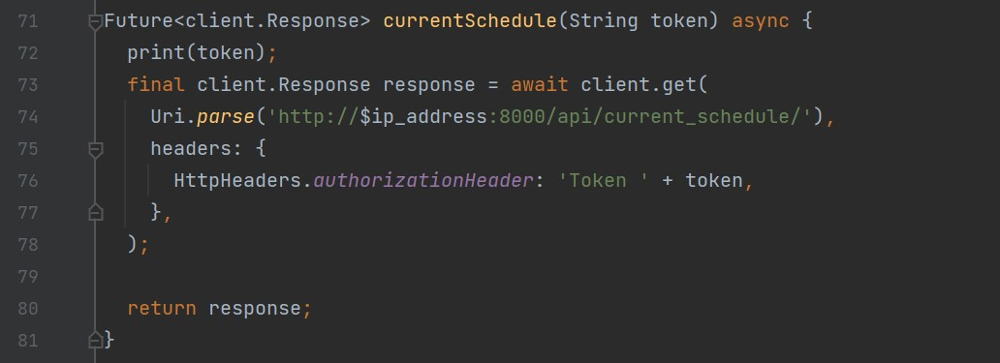 71 Future<client.Response> currentSchedule(String token) async {
72   print(token);
73   final client.Response response = await client.get(
74     Uri.parse('http://$ip_address:8000/api/current_schedule/'),
75     headers: {
76       HttpHeaders.authorizationHeader: 'Token ' + token,
77     },
78   );
79
80   return response;
81 }